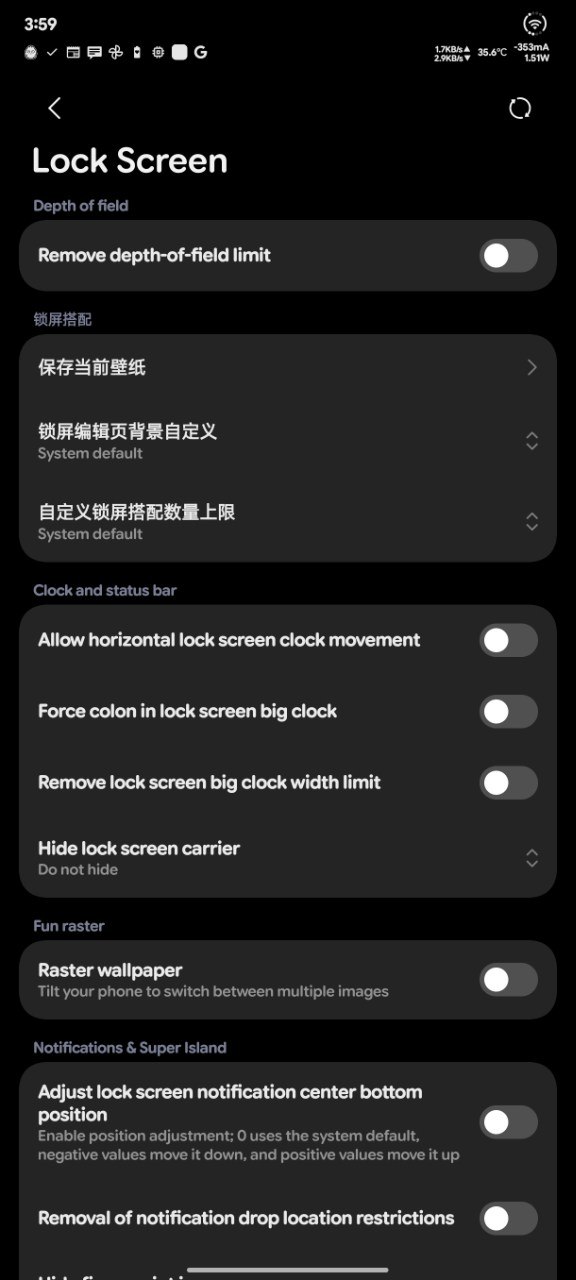 3:59
1.7KB/s▲
2.9KB/s▼
35.6°C
-353mA
1.51W
Lock Screen
Depth of field
Remove depth-of-field limit
锁屏搭配
保存当前壁纸
锁屏编辑页背景自定义
System default
自定义锁屏搭配数量上限
System default
Clock and status bar
Allow horizontal lock screen clock movement
Force colon in lock screen big clock
Remove lock screen big clock width limit
Hide lock screen carrier
Do not hide
Fun raster
Raster wallpaper
Tilt your phone to switch between multiple images
Notifications & Super Island
Adjust lock screen notification center bottom
position
Enable position adjustment; 0 uses the system default,
negative values move it down, and positive values move it up
Removal of notification drop location restrictions